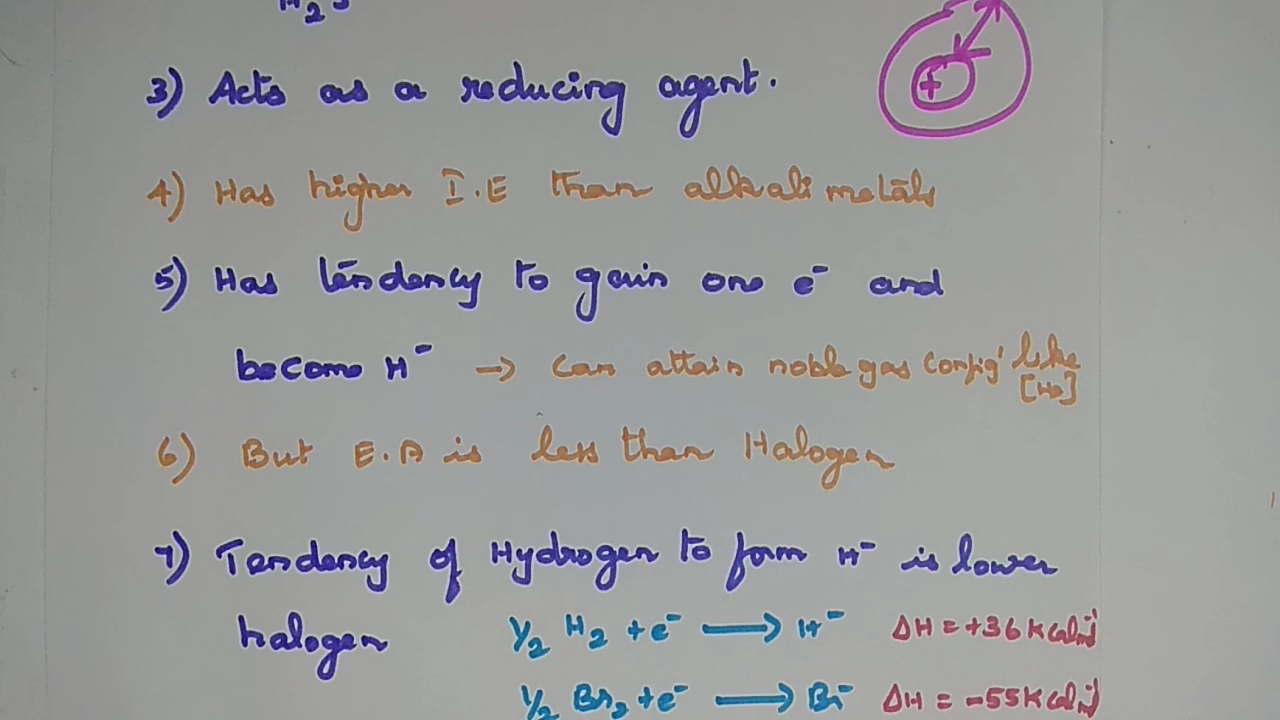 3) Acts as a reducing agent.
+
4) Has higher I.E than alkali metals
5) Has tendency to gain one e⁻ and
become H⁻ → Can attain noble gas config' like
[He]
6) But E.A is less than Halogen
7) Tendency of Hydrogen to form H⁻ is lower
halogen
1/2 H₂ + e⁻ → H⁻ ΔH = +36 Kcal
1/2 Br₂ + e⁻ → Br⁻ ΔH = -55 Kcal